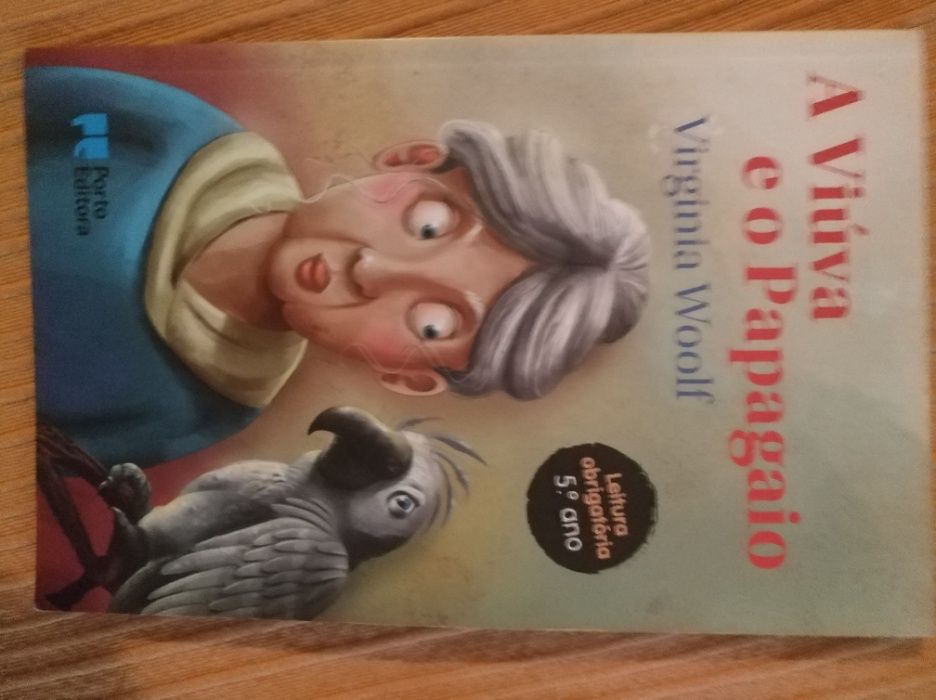 A Viúva
e o Papagaio
Virginia Woolf
Leitura
obrigatória
5.º ano
Porto
Editora